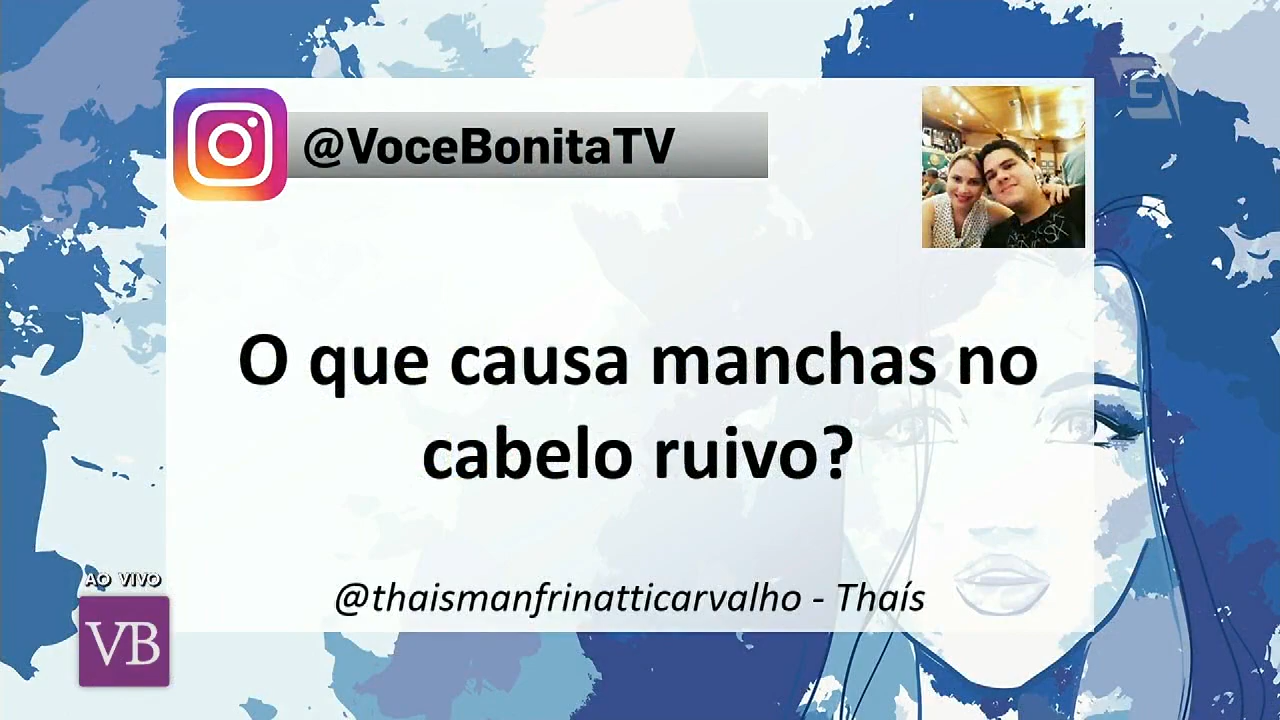 @VoceBonitaTV
O que causa manchas no
cabelo ruivo?
@thaismanfrinatticarvalho - Thaís
AO VIVO
VB